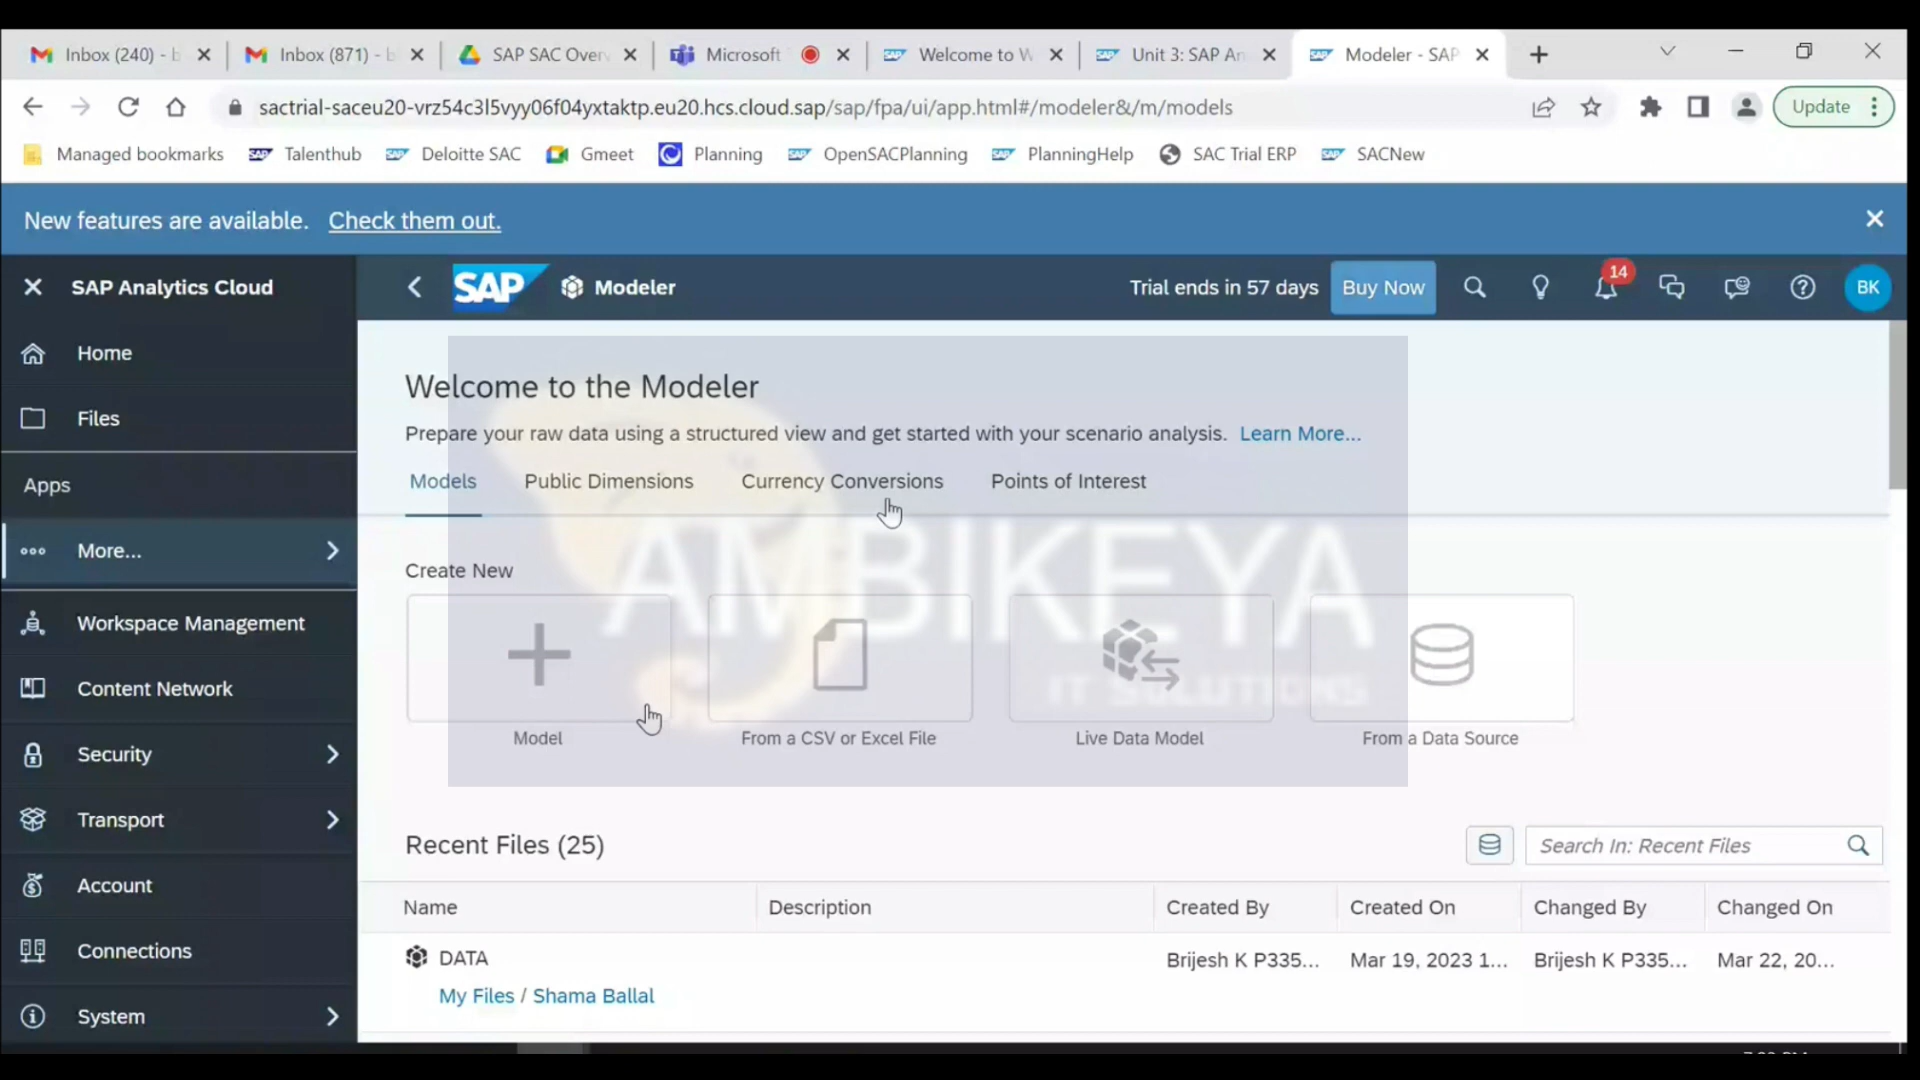 Inbox (240) - b
Inbox (871) - b
SAP SAC Over
Microsoft
Welcome to W
Unit 3: SAP An
Modeler - SAP
sactrial-saceu20-vrz54c3l5vyy06f04yxtaktp.eu20.hcs.cloud.sap/sap/fpa/ui/app.html#/modeler&/m/models
Update
Managed bookmarks
Talenthub
Deloitte SAC
Gmeet
Planning
OpenSACPlanning
PlanningHelp
SAC Trial ERP
SACNew
New features are available. Check them out.
SAP Analytics Cloud
SAP
Modeler
Trial ends in 57 days
Buy Now
14
BK
Home
Files
Apps
More...
Workspace Management
Content Network
Security
Transport
Account
Connections
System
Welcome to the Modeler
Prepare your raw data using a structured view and get started with your scenario analysis. Learn More...
Models
Public Dimensions
Currency Conversions
Points of Interest
AMBIKEYA
IT SOLUTIONS
Create New
Model
From a CSV or Excel File
Live Data Model
From a Data Source
Recent Files (25)
Search In: Recent Files
Name
Description
Created By
Created On
Changed By
Changed On
DATA
Brijesh K P335...
Mar 19, 2023 1...
Brijesh K P335...
Mar 22, 20...
My Files / Shama Ballal